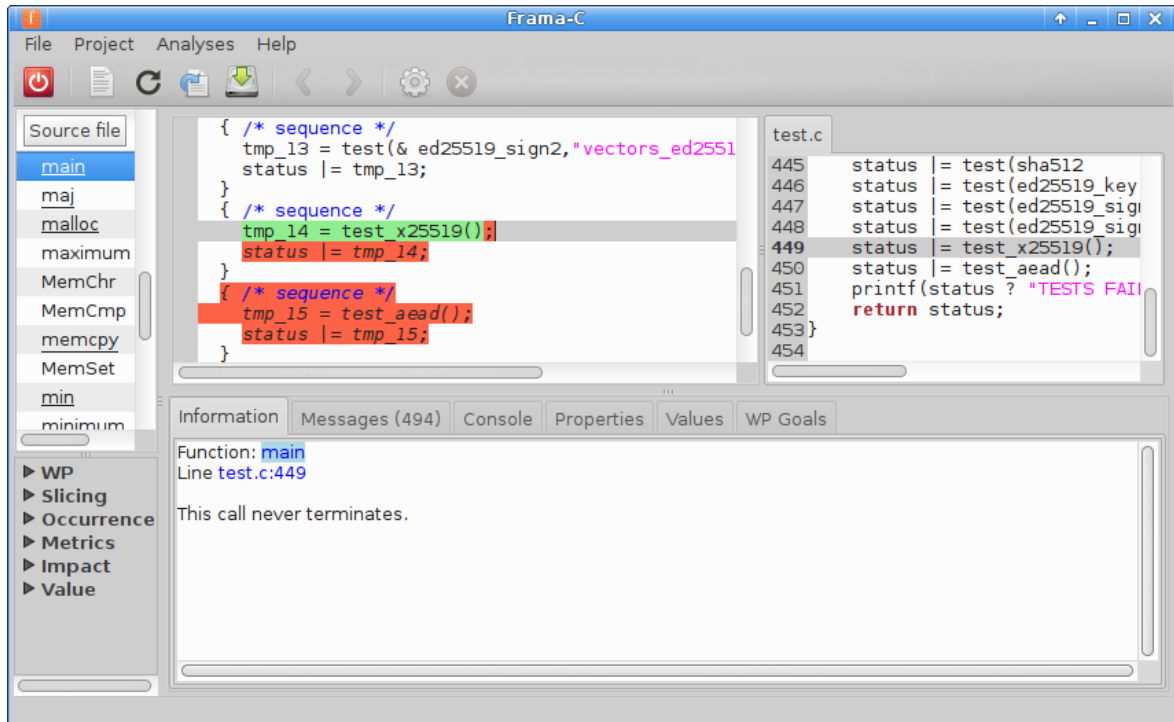 Frama-C
File Project Analyses Help
Source file
main
maj
malloc
maximum
MemChr
MemCmp
memcpy
MemSet
min
minimum
{ /* sequence */
tmp_13 = test(& ed25519_sign2,"vectors_ed2551
status |= tmp_13;
}
{ /* sequence */
tmp_14 = test_x25519();
status |= tmp_14;
}
{ /* sequence */
tmp_15 = test_aead();
status |= tmp_15;
}
test.c
445 status |= test(sha512
446 status |= test(ed25519_key
447 status |= test(ed25519_sig
448 status |= test(ed25519_sig
449 status |= test_x25519();
450 status |= test_aead();
451 printf(status ? "TESTS FAI
452 return status;
453 }
454
WP
Slicing
Occurrence
Metrics
Impact
Value
Information Messages (494) Console Properties Values WP Goals
Function: main
Line test.c:449
This call never terminates.